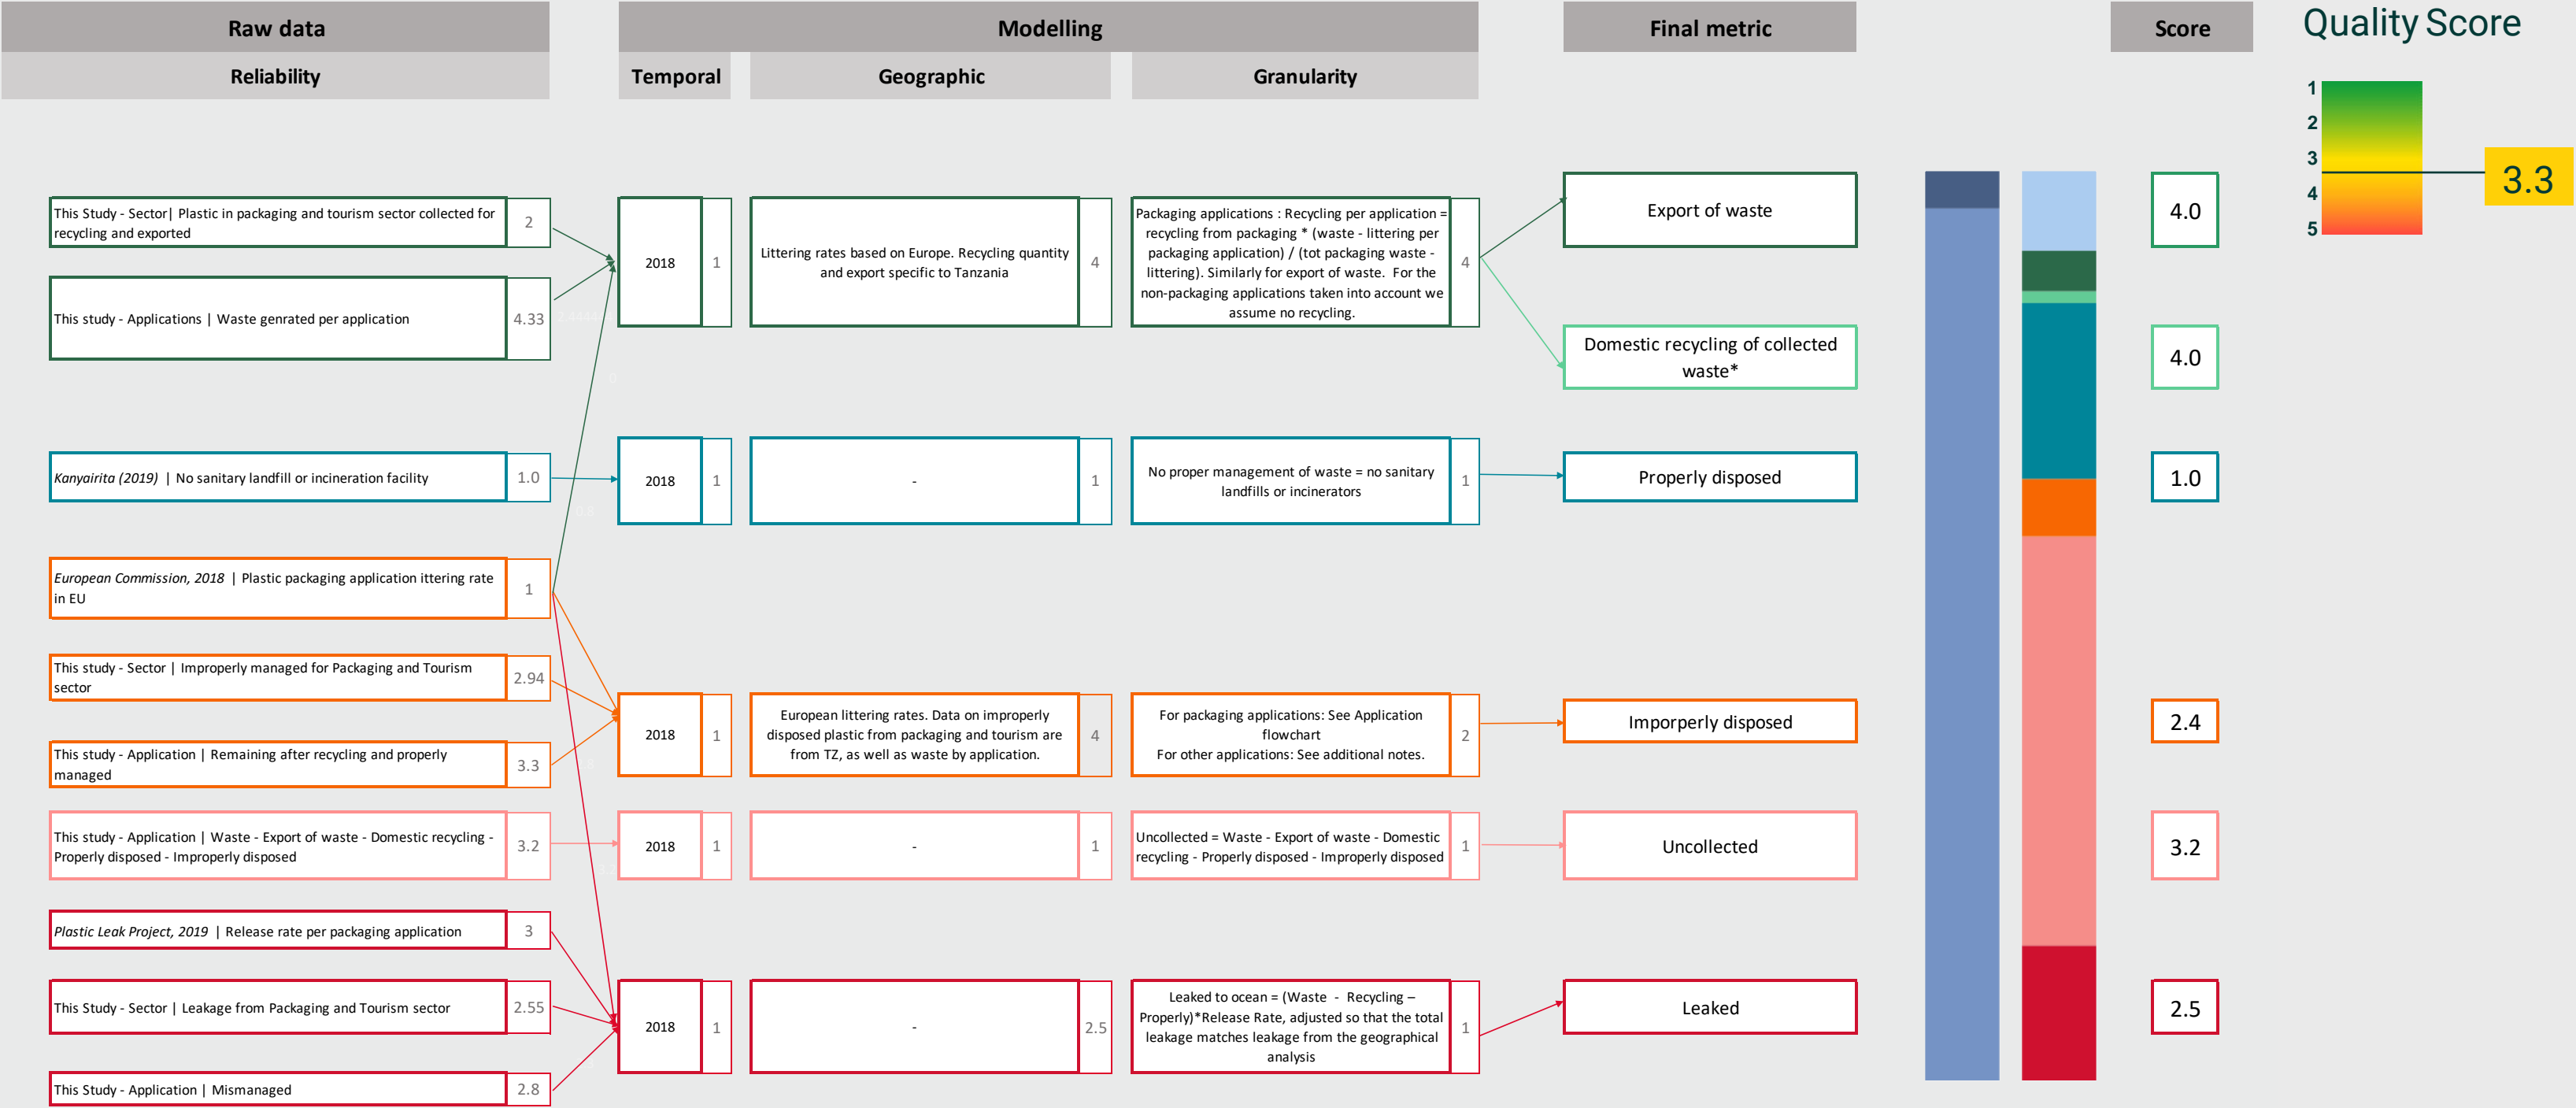 Raw data
Modelling
Final metric
Score
Quality Score
Reliability
Temporal
Geographic
Granularity
1
2
3
4
5
3.3
This Study - Sector| Plastic in packaging and tourism sector collected for
recycling and exported
2
This study - Applications | Waste genrated per application
4.33
2018
1
Littering rates based on Europe. Recycling quantity
and export specific to Tanzania
4
Packaging applications : Recycling per application =
recycling from packaging * (waste - littering per
packaging application) / (tot packaging waste -
littering). Similarly for export of waste. For the
non-packaging applications taken into account we
assume no recycling.
4
Export of waste
4.0
Domestic recycling of collected
waste*
4.0
Kanyairita (2019) | No sanitary landfill or incineration facility
1.0
2018
1
-
1
No proper management of waste = no sanitary
landfills or incinerators
1
Properly disposed
1.0
European Commission, 2018 | Plastic packaging application ittering rate
in EU
1
This study - Sector | Improperly managed for Packaging and Tourism
sector
2.94
This study - Application | Remaining after recycling and properly
managed
3.3
2018
1
European littering rates. Data on improperly
disposed plastic from packaging and tourism are
from TZ, as well as waste by application.
4
For packaging applications: See Application
flowchart
For other applications: See additional notes.
2
Imporperly disposed
2.4
This study - Application | Waste - Export of waste - Domestic recycling -
Properly disposed - Improperly disposed
3.2
2018
1
-
1
Uncollected = Waste - Export of waste - Domestic
recycling - Properly disposed - Improperly disposed
1
Uncollected
3.2
Plastic Leak Project, 2019 | Release rate per packaging application
3
This Study - Sector | Leakage from Packaging and Tourism sector
2.55
This Study - Application | Mismanaged
2.8
2018
1
-
2.5
Leaked to ocean = (Waste - Recycling –
Properly)*Release Rate, adjusted so that the total
leakage matches leakage from the geographical
analysis
1
Leaked
2.5